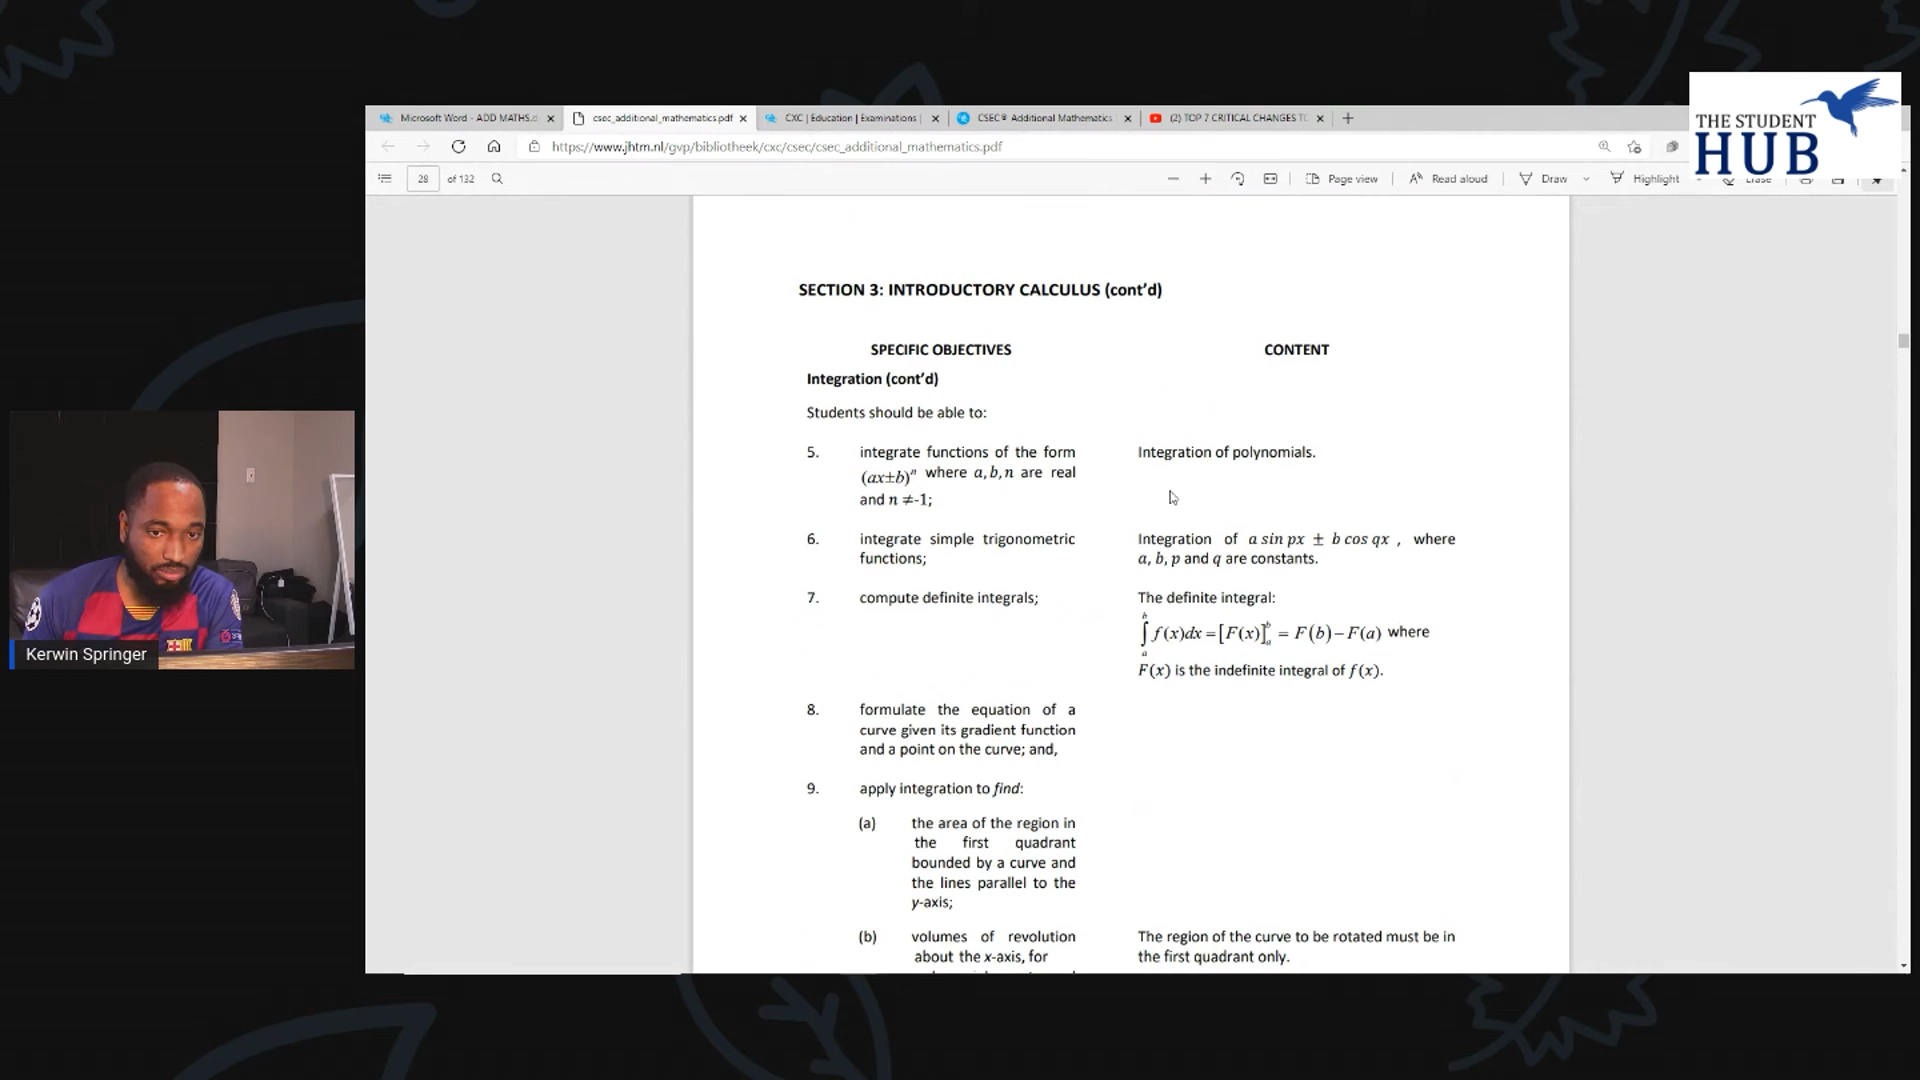 THE STUDENT
HUB
Microsoft Word - ADD MATHS.d
csec_additional_mathematics.pdf
CXC | Education | Examinations |
CSEC® Additional Mathematics
(2) TOP 7 CRITICAL CHANGES TO
https://www.jhtm.nl/gvp/bibliotheek/cxc/csec/csec_additional_mathematics.pdf
28 of 132
Page view
Read aloud
Draw
Highlight
Erase
SECTION 3: INTRODUCTORY CALCULUS (cont'd)
SPECIFIC OBJECTIVES CONTENT
Integration (cont'd)
Students should be able to:
5. integrate functions of the form
(ax±b)ⁿ where a, b, n are real
and n ≠-1;
Integration of polynomials.
6. integrate simple trigonometric
functions;
Integration of a sin px ± b cos qx , where
a, b, p and q are constants.
7. compute definite integrals;
The definite integral:
∫ₐᵇ f(x)dx = [F(x)]ₐᵇ = F(b)−F(a) where
F(x) is the indefinite integral of f(x).
8. formulate the equation of a
curve given its gradient function
and a point on the curve; and,
9. apply integration to find:
(a) the area of the region in
the first quadrant
bounded by a curve and
the lines parallel to the
y-axis;
(b) volumes of revolution
about the x-axis, for
The region of the curve to be rotated must be in
the first quadrant only.
Kerwin Springer